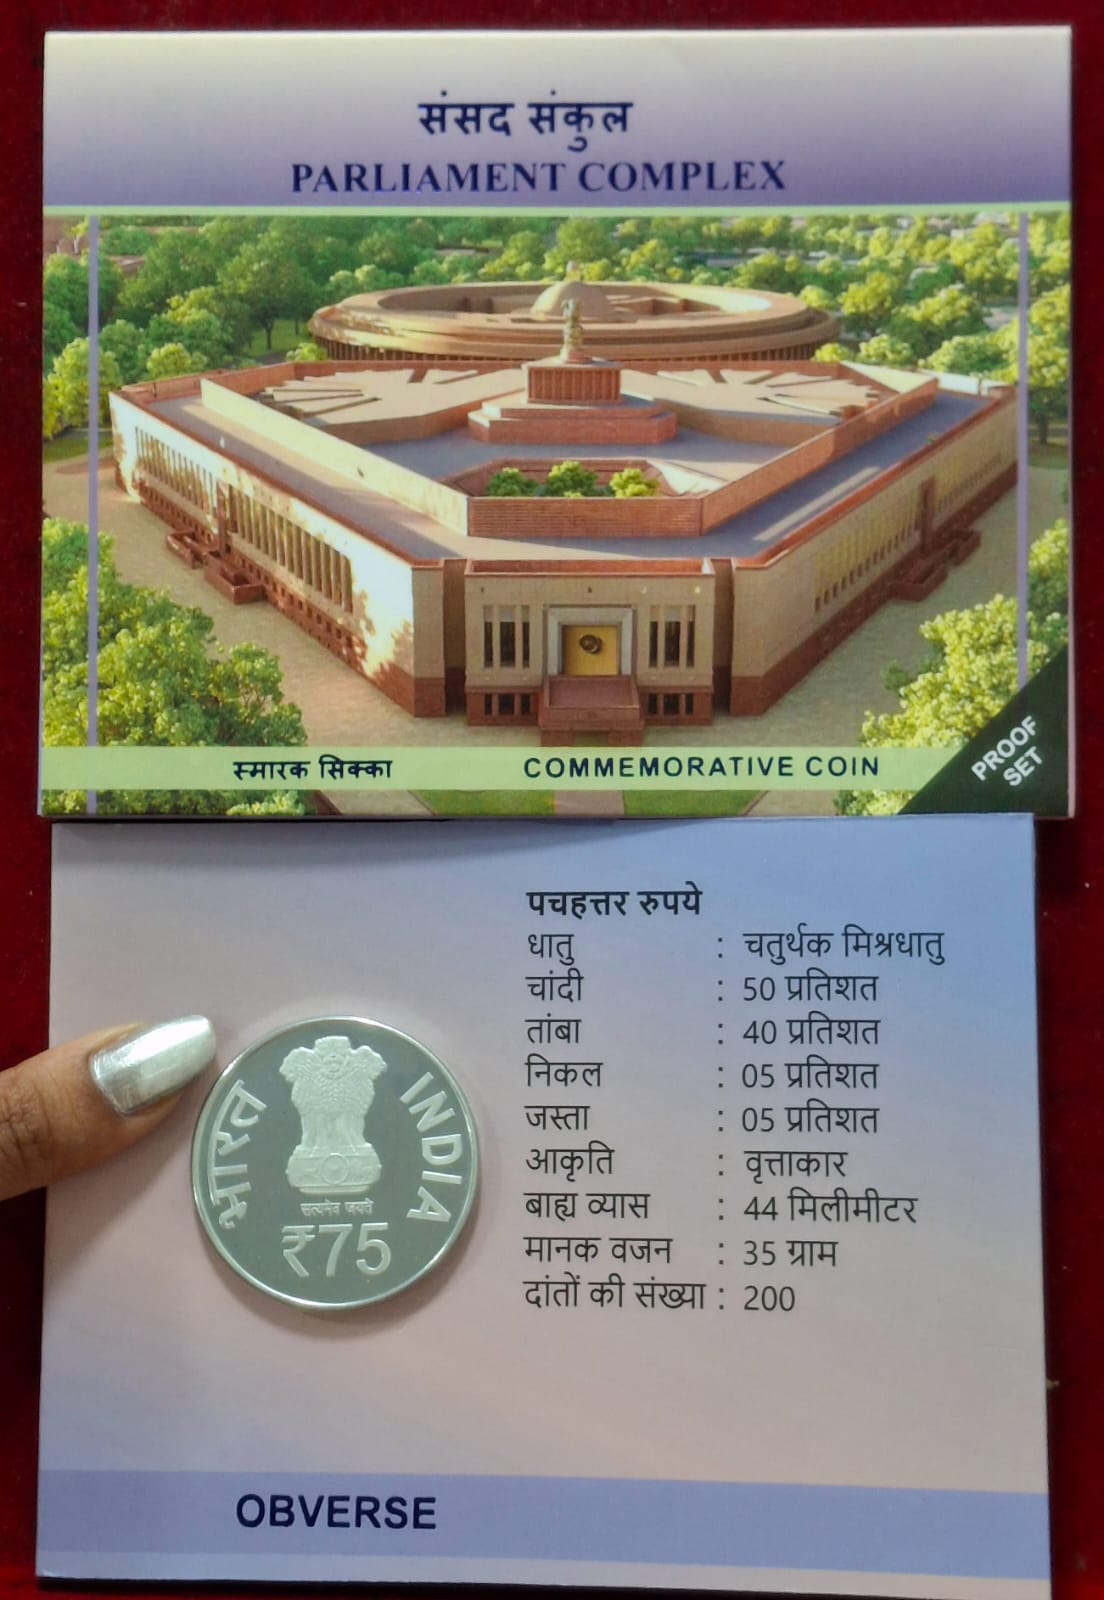 संसद संकुल
PARLIAMENT COMPLEX
स्मारक सिक्का COMMEMORATIVE COIN
PROOF
SET
पचहत्तर रुपये
धातु : चतुर्थक मिश्रधातु
चांदी : 50 प्रतिशत
तांबा : 40 प्रतिशत
निकल : 05 प्रतिशत
जस्ता : 05 प्रतिशत
आकृति : वृत्ताकार
बाह्य व्यास : 44 मिलीमीटर
मानक वजन : 35 ग्राम
दांतों की संख्या : 200
भारत
INDIA
सत्यमेव जयते
₹75
OBVERSE